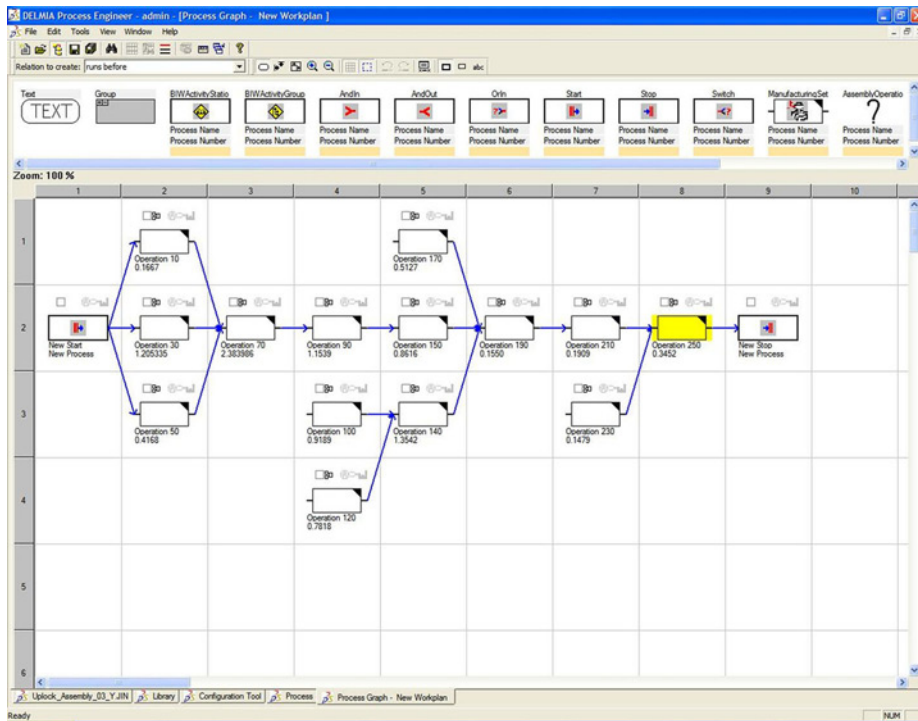 DELMIA Process Engineer - admin - [Process Graph - New Workplan ]
File Edit Tools View Window Help
Relation to create: runs before
abc
Text Group BIWActivityStatio BIWActivityGroup AndIn AndOut OrIn Start Stop Switch ManufacturingSet AssemblyOperatio
TEXT
Process Name Process Name Process Name Process Name Process Name Process Name Process Name Process Name Process Name Process Name
Process Number Process Number Process Number Process Number Process Number Process Number Process Number Process Number Process Number Process Number
Zoom: 100 %
1 2 3 4 5 6 7 8 9 10
1
Operation 10 Operation 170
0.1667 0.5127
2
New Start Operation 30 Operation 70 Operation 90 Operation 150 Operation 190 Operation 210 Operation 250 New Stop
New Process 1.205335 2.383986 1.1539 0.8616 0.1550 0.1909 0.3452 New Process
3
Operation 50 Operation 100 Operation 140 Operation 230
0.4168 0.9189 1.3542 0.1479
4
Operation 120
0.7818
5
6
Uplock_Assembly_03_YJIN Library Configuration Tool Process Process Graph - New Workplan
Ready NUM